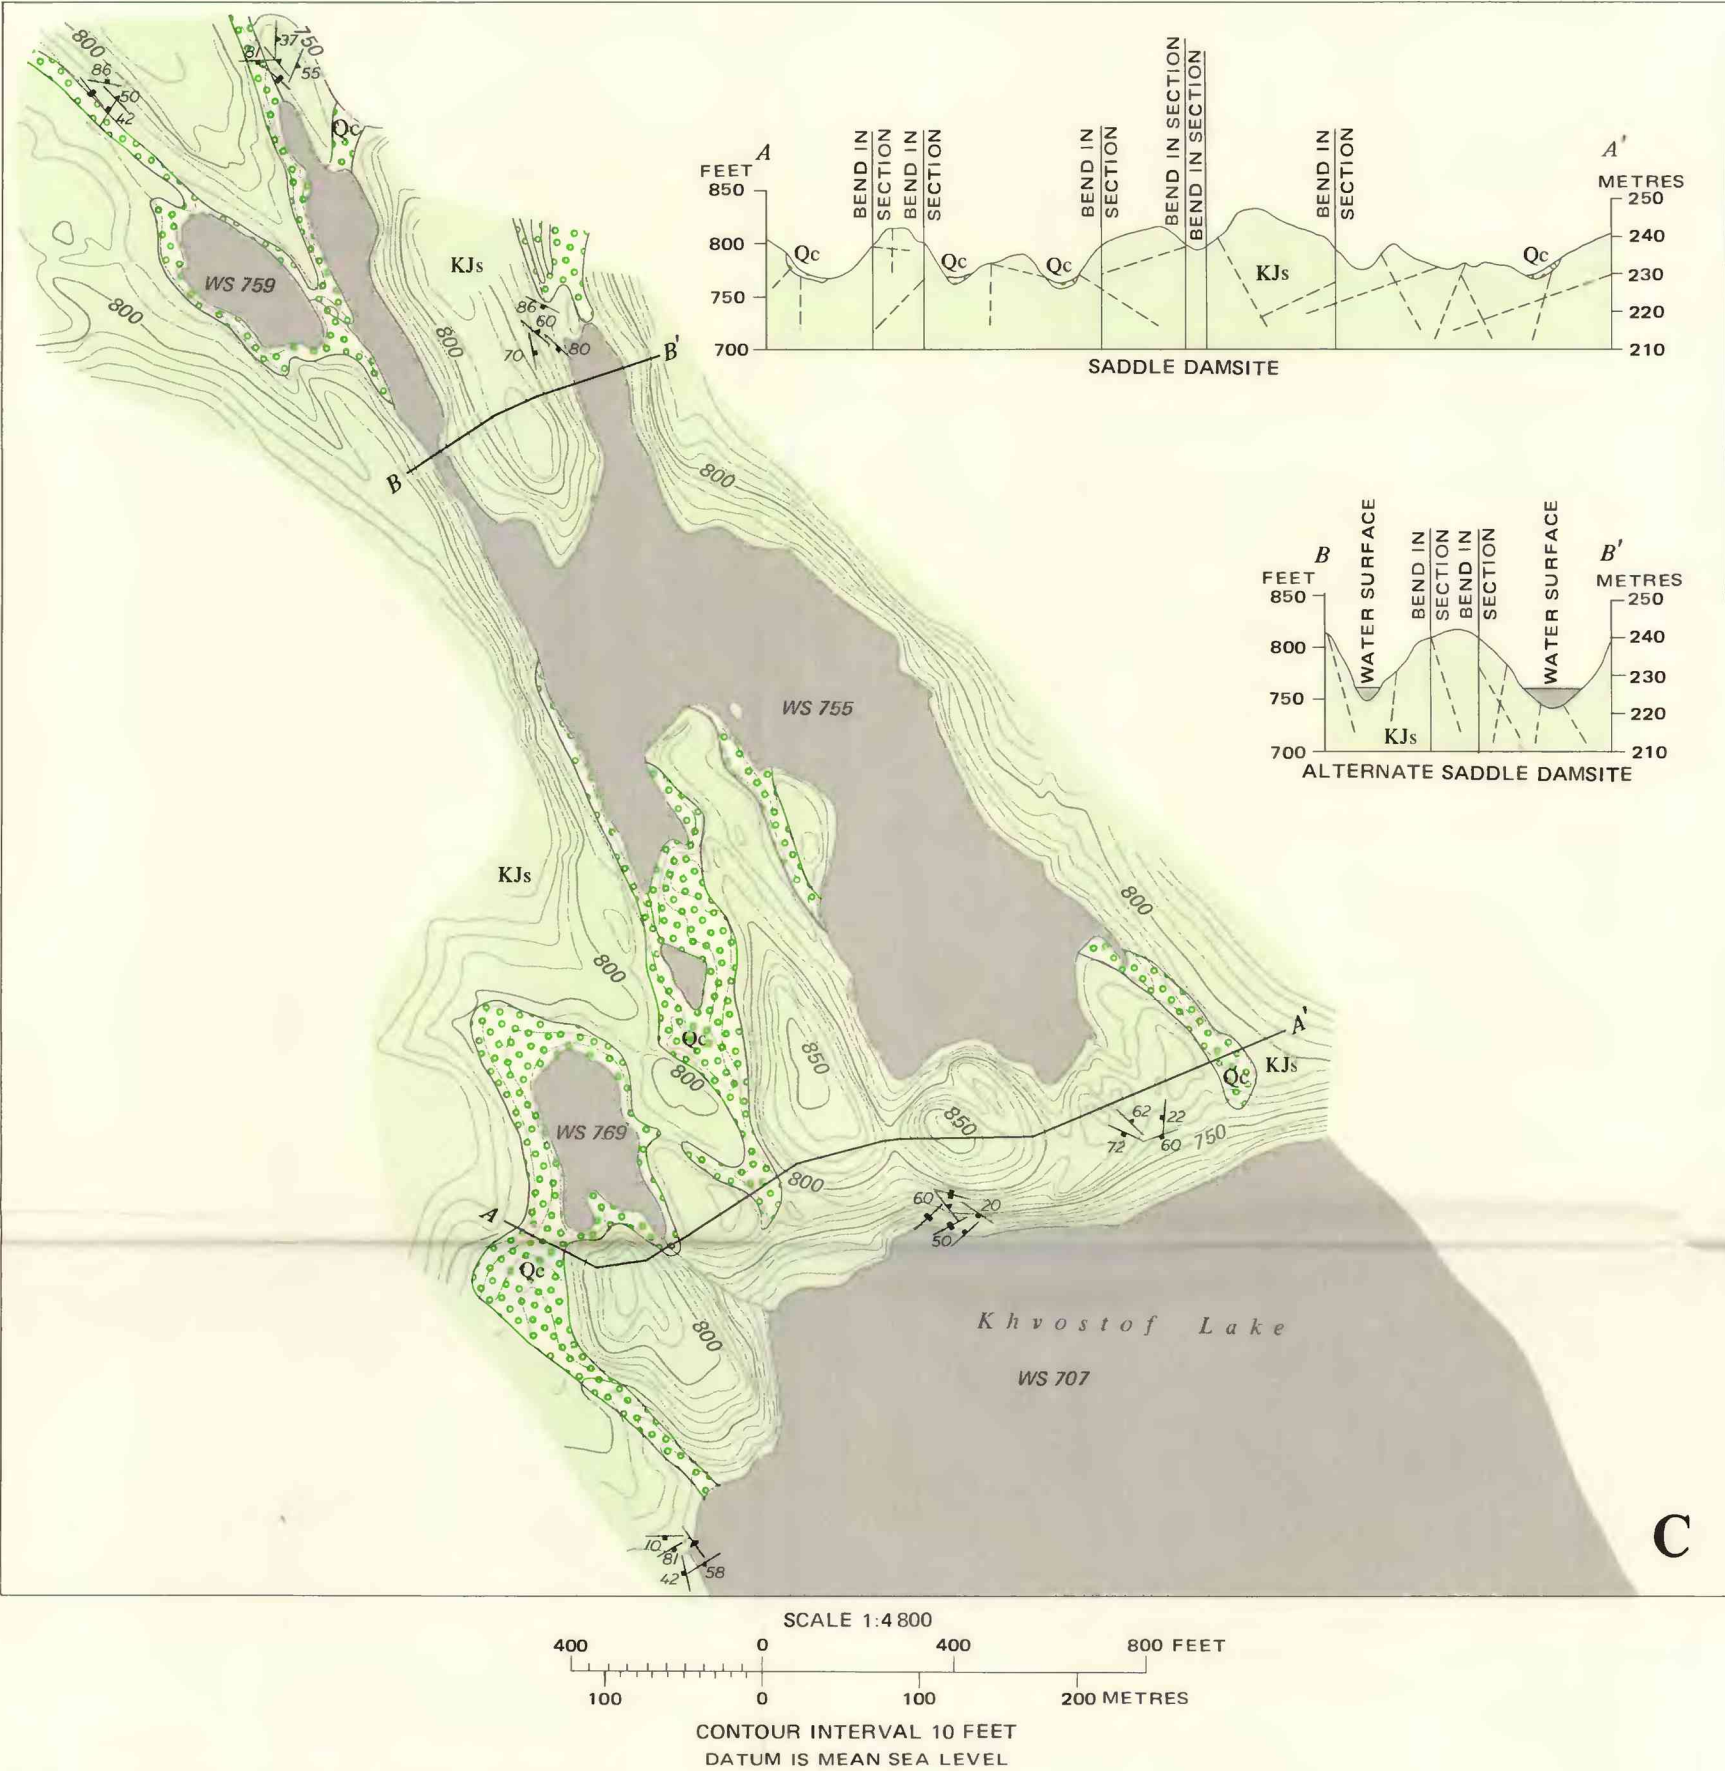 800
86
50
42
81
37
750
55
Qc
WS 759
800
KJs
800
86
60
70
80
B'
B
800
WS 755
KJs
800
800
Qc
850
800
WS 769
A
Qc
800
850
800
A'
KJs
Qc
62
22
72
60
750
60
20
50
800
Khvostof Lake
WS 707
10
81
42
58
C
A
A'
FEET
850
800
750
700
BEND IN SECTION
BEND IN SECTION
BEND IN SECTION
BEND IN SECTION
BEND IN SECTION
BEND IN SECTION
Qc
Qc
Qc
KJs
Qc
METRES
250
240
230
220
210
SADDLE DAMSITE
B
B'
FEET
850
800
750
700
WATER SURFACE
BEND IN SECTION
BEND IN SECTION
WATER SURFACE
KJs
METRES
250
240
230
220
210
ALTERNATE SADDLE DAMSITE
SCALE 1:4 800
400 0 400 800 FEET
100 0 100 200 METRES
CONTOUR INTERVAL 10 FEET
DATUM IS MEAN SEA LEVEL